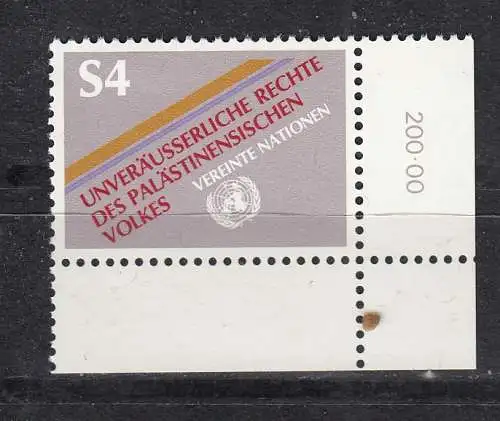 S4
UNVERÄUSSERLICHE RECHTE
DES PALÄSTINENSISCHEN
VOLKES
VEREINTE NATIONEN
200·00